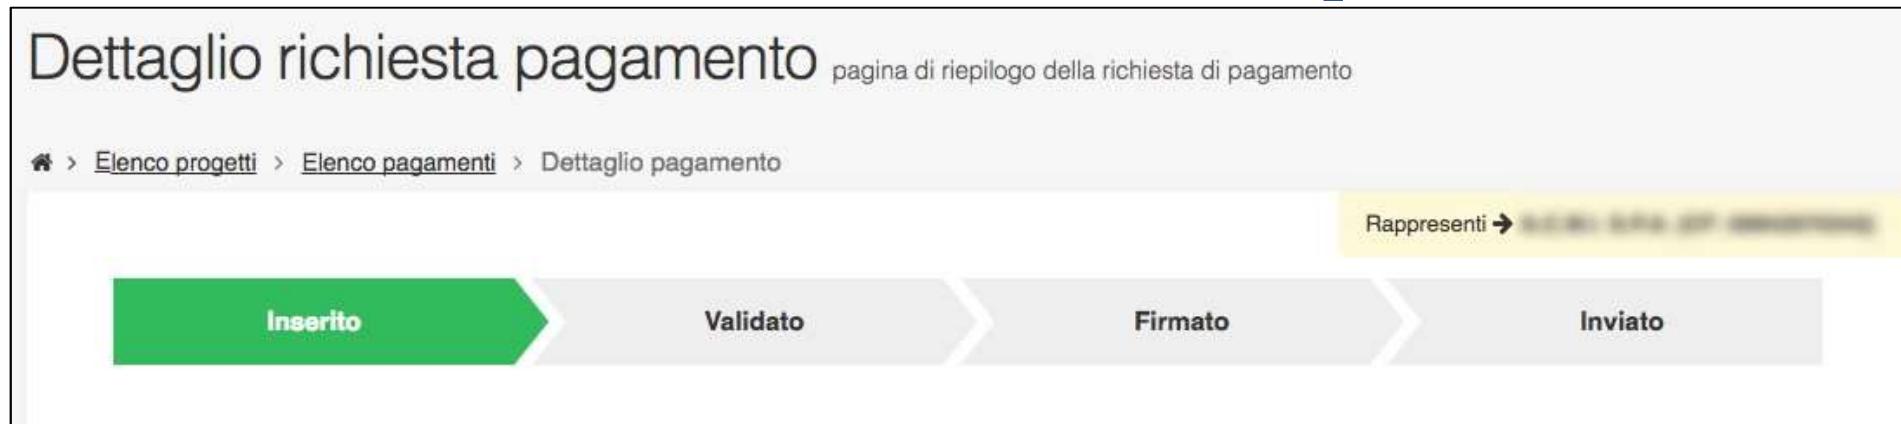 Dettaglio richiesta pagamento pagina di riepilogo della richiesta di pagamento
> Elenco progetti > Elenco pagamenti > Dettaglio pagamento
Rappresenti →
Inserito Validato Firmato Inviato